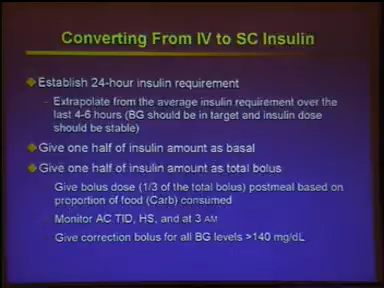 Converting From IV to SC Insulin
Establish 24-hour insulin requirement
Extrapolate from the average insulin requirement over the
last 4-6 hours (BG should be in target and insulin dose
should be stable)
Give one half of insulin amount as basal
Give one half of insulin amount as total bolus
Give bolus dose (1/3 of the total bolus) postmeal based on
proportion of food (Carb) consumed
Monitor AC TID, HS, and at 3 AM
Give correction bolus for all BG levels >140 mg/dL